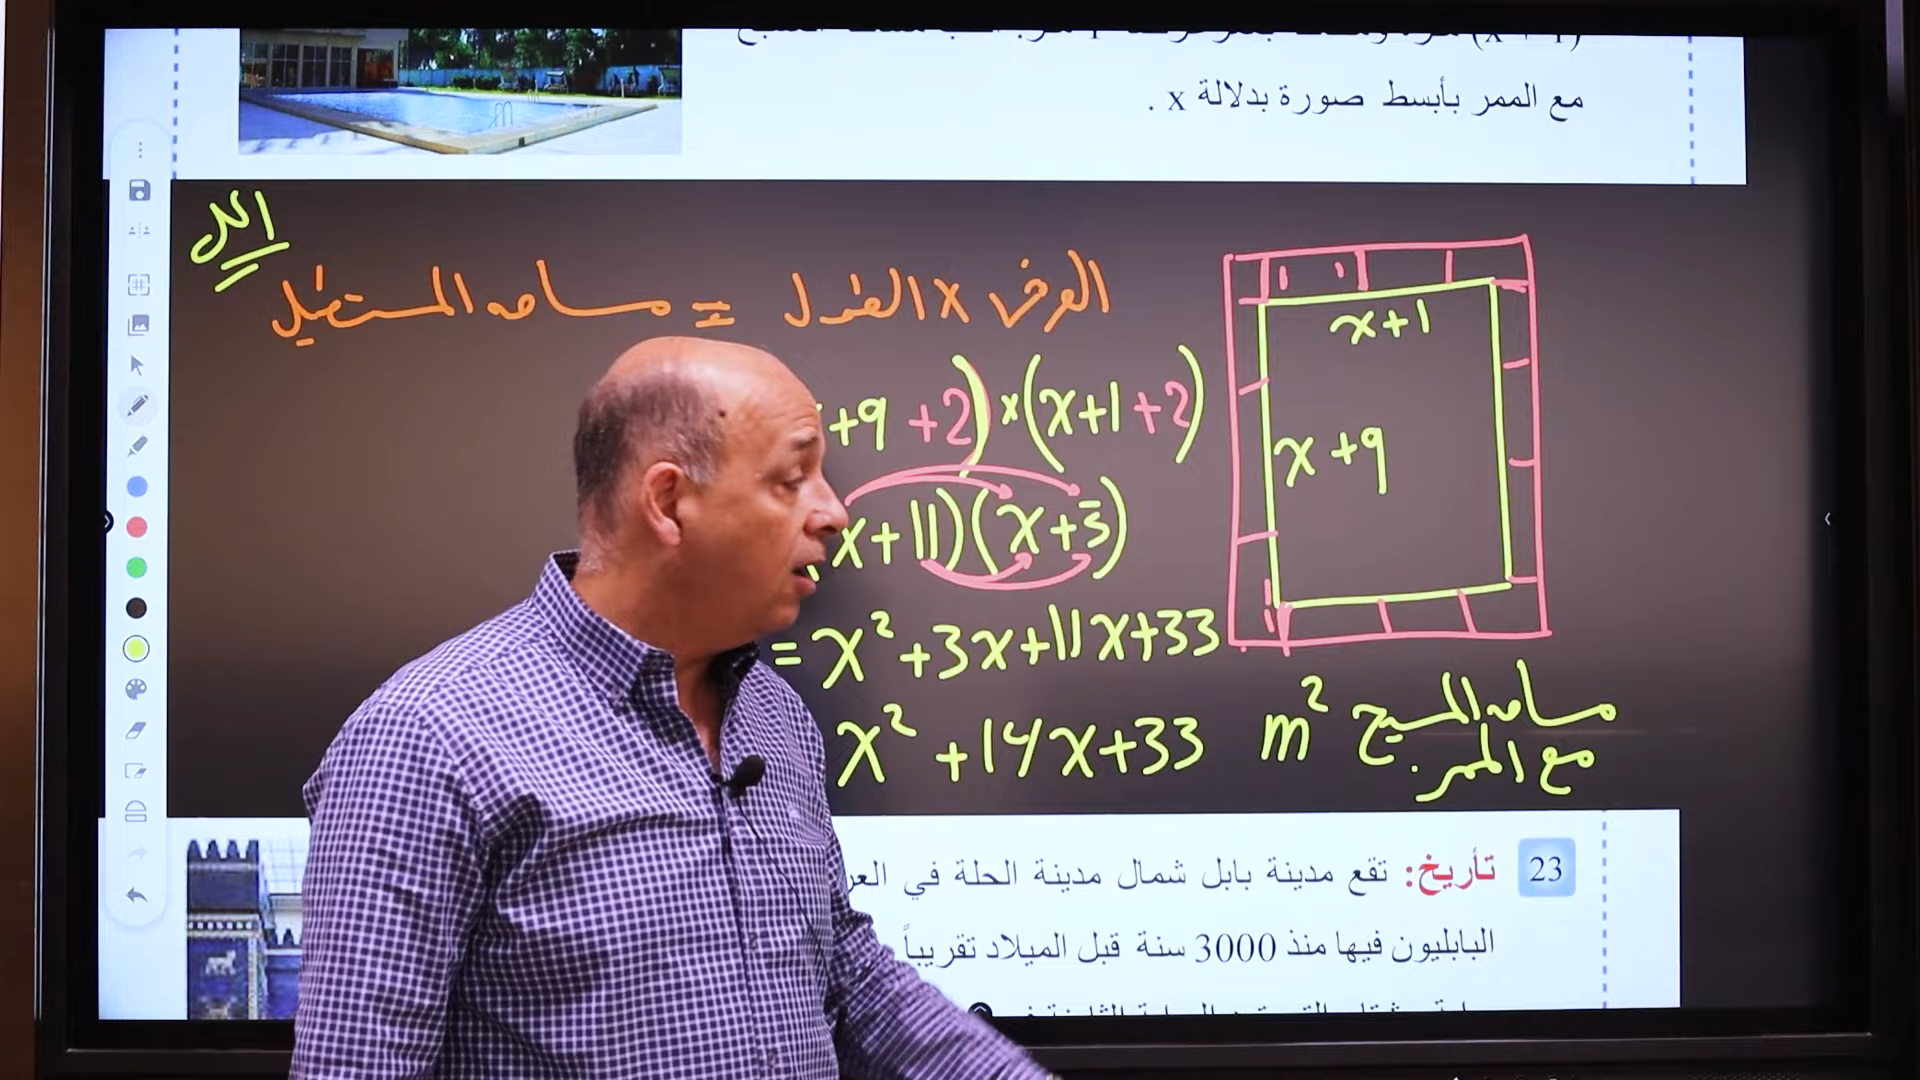 مع الممر بأبسط صورة بدلالة x .
الحل
مساحة المستطيل = الطول × العرض
+9 +2) × (x+1 +2)
x+11)(x+3)
= x² +3x+11x+33
x² +14x+33 m² مساحة المسبح
مع الممر.
x+1
x+9
23 تأريخ: تقع مدينة بابل شمال مدينة الحلة في
البابليون فيها منذ 3000 سنة قبل الميلاد تقريباً